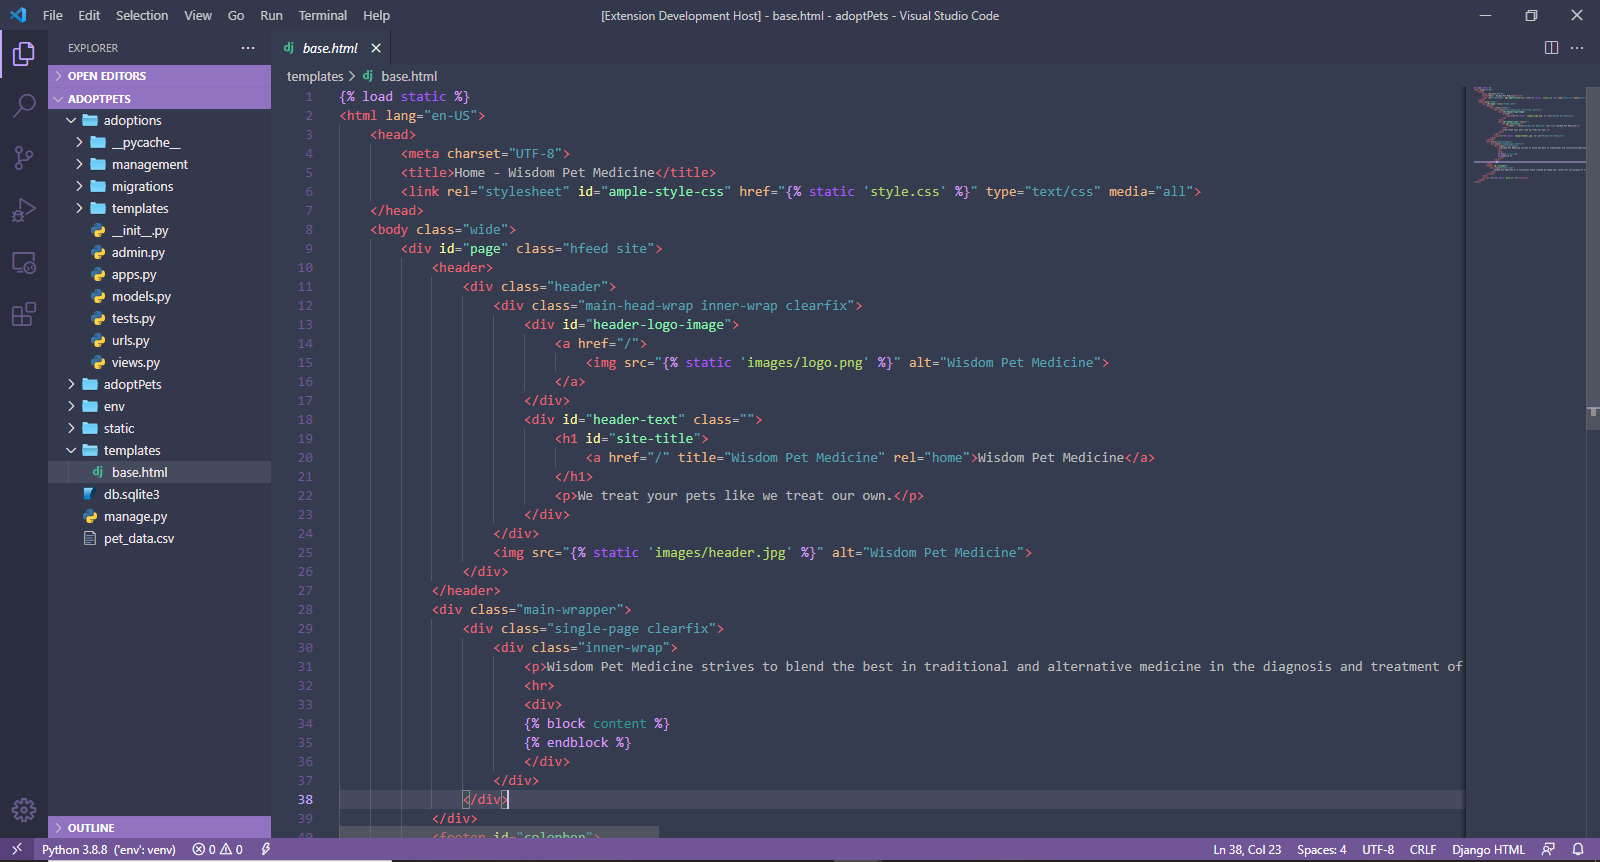 File Edit Selection View Go Run Terminal Help
[Extension Development Host] - base.html - adoptPets - Visual Studio Code
EXPLORER
OPEN EDITORS
ADOPTPETS
adoptions
__pycache__
management
migrations
templates
__init__.py
admin.py
apps.py
models.py
tests.py
urls.py
views.py
adoptPets
env
static
templates
base.html
db.sqlite3
manage.py
pet_data.csv
OUTLINE
dj base.html
templates > dj base.html
1 {% load static %}
2 <html lang="en-US">
3 <head>
4 <meta charset="UTF-8">
5 <title>Home - Wisdom Pet Medicine</title>
6 <link rel="stylesheet" id="ample-style-css" href="{% static 'style.css' %}" type="text/css" media="all">
7 </head>
8 <body class="wide">
9 <div id="page" class="hfeed site">
10 <header>
11 <div class="header">
12 <div class="main-head-wrap inner-wrap clearfix">
13 <div id="header-logo-image">
14 <a href="/">
15 <img src="{% static 'images/logo.png' %}" alt="Wisdom Pet Medicine">
16 </a>
17 </div>
18 <div id="header-text" class="">
19 <h1 id="site-title">
20 <a href="/" title="Wisdom Pet Medicine" rel="home">Wisdom Pet Medicine</a>
21 </h1>
22 <p>We treat your pets like we treat our own.</p>
23 </div>
24 </div>
25 <img src="{% static 'images/header.jpg' %}" alt="Wisdom Pet Medicine">
26 </div>
27 </header>
28 <div class="main-wrapper">
29 <div class="single-page clearfix">
30 <div class="inner-wrap">
31 <p>Wisdom Pet Medicine strives to blend the best in traditional and alternative medicine in the diagnosis and treatment of
32 <hr>
33 <div>
34 {% block content %}
35 {% endblock %}
36 </div>
37 </div>
38 </div>
39 </div>
40 <footer id="colophon">
Python 3.8.8 ('env': venv) 0 0
Ln 38, Col 23 Spaces: 4 UTF-8 CRLF Django HTML